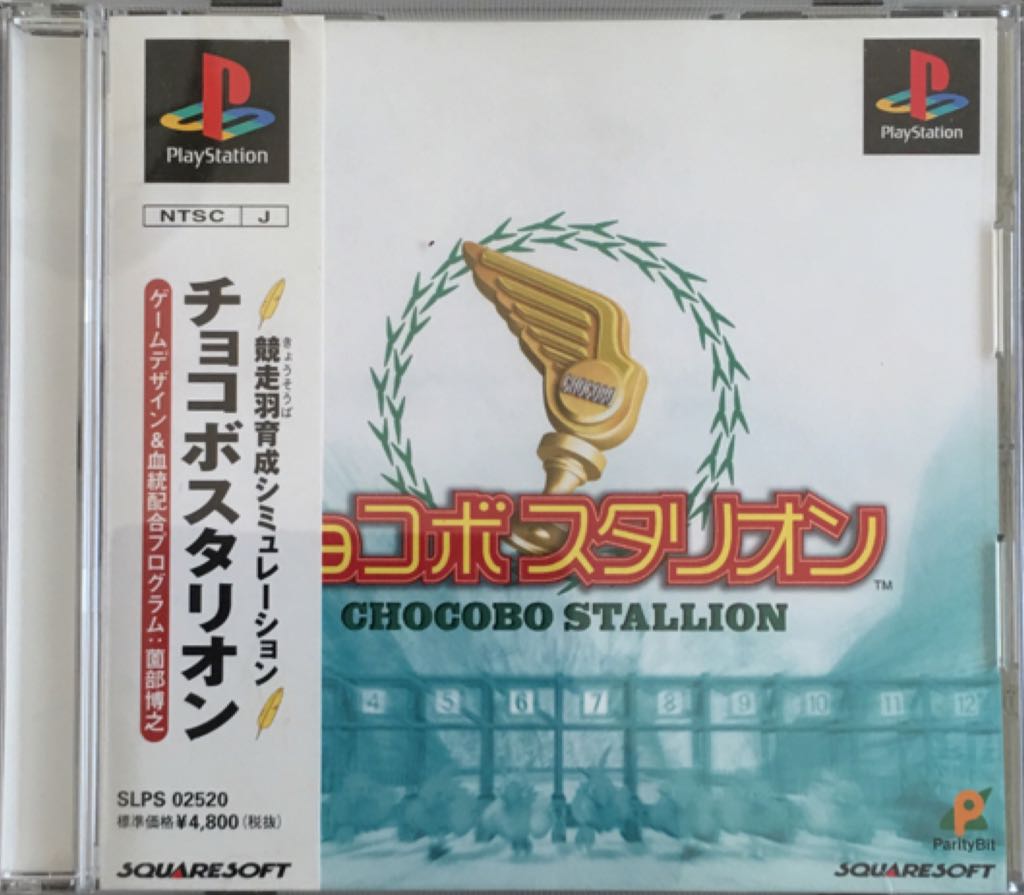 PlayStation
NTSC J
競走羽育成シミュレーション
きょうそうば
チョコボスタリオン
ゲームデザイン&血統配合プログラム:薗部博之
SLPS 02520
標準価格¥4,800(税抜)
SQUARESOFT
PlayStation
CHOCOBO
ョコボスタリオン
TM
CHOCOBO STALLION
4 5 6 7 8 9 10 11 12
ParityBit
SQUARESOFT